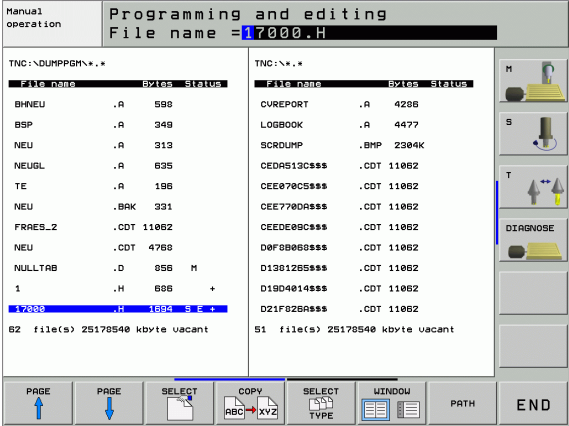 Manual
operation
Programming and editing
File name =17000.H
TNC:\DUMPPGM\*.*
File name Bytes Status
BHNEU .A 598
BSP .A 349
NEU .A 313
NEUGL .A 635
TE .A 196
NEU .BAK 331
FRAES_2 .CDT 11062
NEU .CDT 4768
NULLTAB .D 856 M
1 .H 686 +
17000 .H 1694 S E +
62 file(s) 25178540 kbyte vacant
TNC:\*.*
File name Bytes Status
CVREPORT .A 4286
LOGBOOK .A 4477
SCRDUMP .BMP 2304K
CEDA513C$$$ .CDT 11062
CEE070C5$$$ .CDT 11062
CEE770DA$$$ .CDT 11062
CEEDE09C$$$ .CDT 11062
D0F8B068$$$ .CDT 11062
D1381265$$$ .CDT 11062
D19D4014$$$ .CDT 11062
D21F826A$$$ .CDT 11062
51 file(s) 25178540 kbyte vacant
M
S
T
DIAGNOSE
PAGE
PAGE
SELECT
COPY
ABC XYZ
SELECT
TYPE
WINDOW
PATH
END